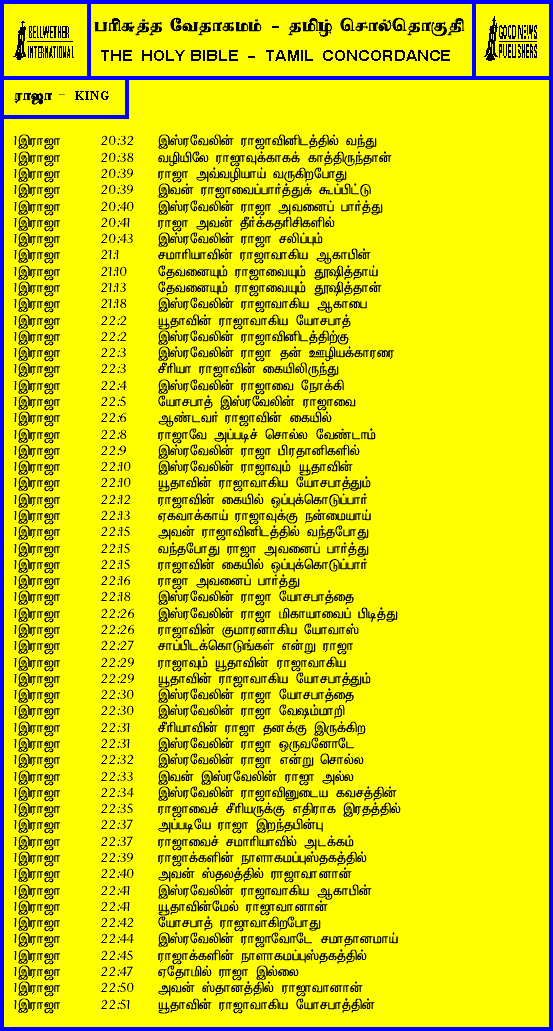 BELLWETHER
INTERNATIONAL
பரிசுத்த வேதாகமம் - தமிழ் சொல்தொகுதி
THE HOLY BIBLE - TAMIL CONCORDANCE
GOOD NEWS
PUBLISHERS
ராஜா - KING
1இராஜா 20:32 இஸ்ரவேலின் ராஜாவினிடத்தில் வந்து
1இராஜா 20:38 வழியிலே ராஜாவுக்காகக் காத்திருந்தான்
1இராஜா 20:39 ராஜா அவ்வழியாய் வருகிறபோது
1இராஜா 20:39 இவன் ராஜாவைப்பார்த்துக் கூப்பிட்டு
1இராஜா 20:40 இஸ்ரவேலின் ராஜா அவனைப் பார்த்து
1இராஜா 20:41 ராஜா அவன் தீர்க்கதரிசிகளில்
1இராஜா 20:43 இஸ்ரவேலின் ராஜா சலிப்பும்
1இராஜா 21:1 சமாரியாவின் ராஜாவாகிய ஆகாபின்
1இராஜா 21:10 தேவனையும் ராஜாவையும் தூஷித்தாய்
1இராஜா 21:13 தேவனையும் ராஜாவையும் தூஷித்தான்
1இராஜா 21:18 இஸ்ரவேலின் ராஜாவாகிய ஆகாபை
1இராஜா 22:2 யூதாவின் ராஜாவாகிய யோசபாத்
1இராஜா 22:2 இஸ்ரவேலின் ராஜாவினிடத்திற்கு
1இராஜா 22:3 இஸ்ரவேலின் ராஜா தன் ஊழியக்காரரை
1இராஜா 22:3 சீரியா ராஜாவின் கையிலிருந்து
1இராஜா 22:4 இஸ்ரவேலின் ராஜாவை நோக்கி
1இராஜா 22:5 யோசபாத் இஸ்ரவேலின் ராஜாவை
1இராஜா 22:6 ஆண்டவர் ராஜாவின் கையில்
1இராஜா 22:8 ராஜாவே அப்படிச் சொல்ல வேண்டாம்
1இராஜா 22:9 இஸ்ரவேலின் ராஜா பிரதானிகளில்
1இராஜா 22:10 இஸ்ரவேலின் ராஜாவும் யூதாவின்
1இராஜா 22:10 யூதாவின் ராஜாவாகிய யோசபாத்தும்
1இராஜா 22:12 ராஜாவின் கையில் ஒப்புக்கொடுப்பார்
1இராஜா 22:13 ஏகவாக்காய் ராஜாவுக்கு நன்மையாய்
1இராஜா 22:15 அவன் ராஜாவினிடத்தில் வந்தபோது
1இராஜா 22:15 வந்தபோது ராஜா அவனைப் பார்த்து
1இராஜா 22:15 ராஜாவின் கையில் ஒப்புக்கொடுப்பார்
1இராஜா 22:16 ராஜா அவனைப் பார்த்து
1இராஜா 22:18 இஸ்ரவேலின் ராஜா யோசபாத்தை
1இராஜா 22:26 இஸ்ரவேலின் ராஜா மிகாயாவைப் பிடித்து
1இராஜா 22:26 ராஜாவின் குமாரனாகிய யோவாஸ்
1இராஜா 22:27 சாப்பிடக்கொடுங்கள் என்று ராஜா
1இராஜா 22:29 ராஜாவும் யூதாவின் ராஜாவாகிய
1இராஜா 22:29 யூதாவின் ராஜாவாகிய யோசபாத்தும்
1இராஜா 22:30 இஸ்ரவேலின் ராஜா யோசபாத்தை
1இராஜா 22:30 இஸ்ரவேலின் ராஜா வேஷம்மாறி
1இராஜா 22:31 சீரியாவின் ராஜா தனக்கு இருக்கிற
1இராஜா 22:31 இஸ்ரவேலின் ராஜா ஒருவனோடே
1இராஜா 22:32 இஸ்ரவேலின் ராஜா என்று சொல்ல
1இராஜா 22:33 இவன் இஸ்ரவேலின் ராஜா அல்ல
1இராஜா 22:34 இஸ்ரவேலின் ராஜாவினுடைய கவசத்தின்
1இராஜா 22:35 ராஜாவைச் சீரியருக்கு எதிராக இரதத்தில்
1இராஜா 22:37 அப்படியே ராஜா இறந்தபின்பு
1இராஜா 22:37 ராஜாவைச் சமாரியாவில் அடக்கம்
1இராஜா 22:39 ராஜாக்களின் நாளாகமப்புஸ்தகத்தில்
1இராஜா 22:40 அவன் ஸ்தலத்தில் ராஜாவானான்
1இராஜா 22:41 இஸ்ரவேலின் ராஜாவாகிய ஆகாபின்
1இராஜா 22:41 யூதாவின்மேல் ராஜாவானான்
1இராஜா 22:42 யோசபாத் ராஜாவாகிறபோது
1இராஜா 22:44 இஸ்ரவேலின் ராஜாவோடே சமாதானமாய்
1இராஜா 22:45 ராஜாக்களின் நாளாகமப்புஸ்தகத்தில்
1இராஜா 22:47 ஏதோமில் ராஜா இல்லை
1இராஜா 22:50 அவன் ஸ்தானத்தில் ராஜாவானான்
1இராஜா 22:51 யூதாவின் ராஜாவாகிய யோசபாத்தின்